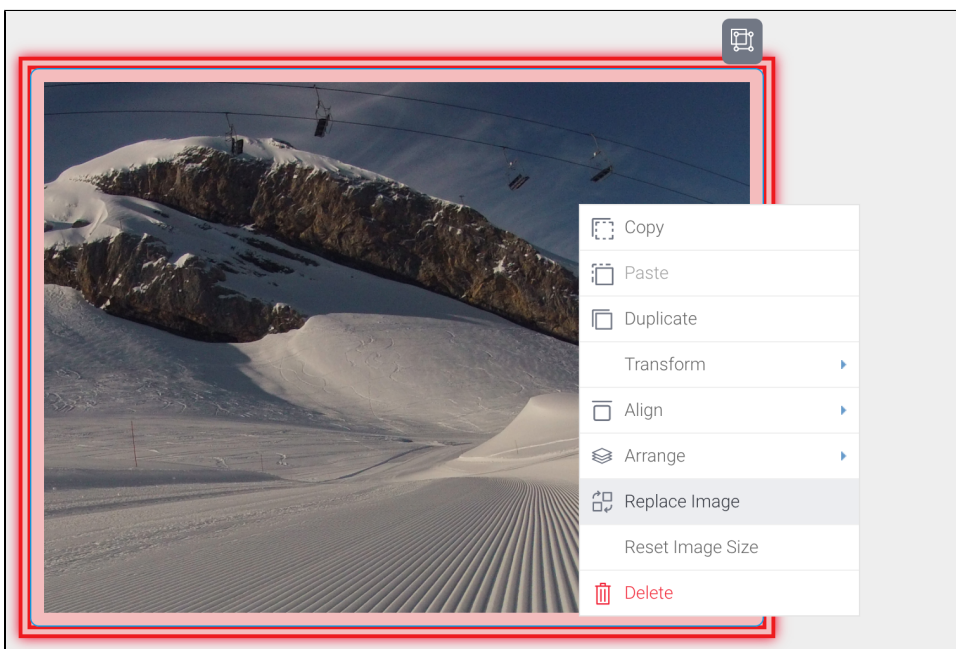 Copy
Paste
Duplicate
Transform
Align
Arrange
Replace Image
Reset Image Size
Delete